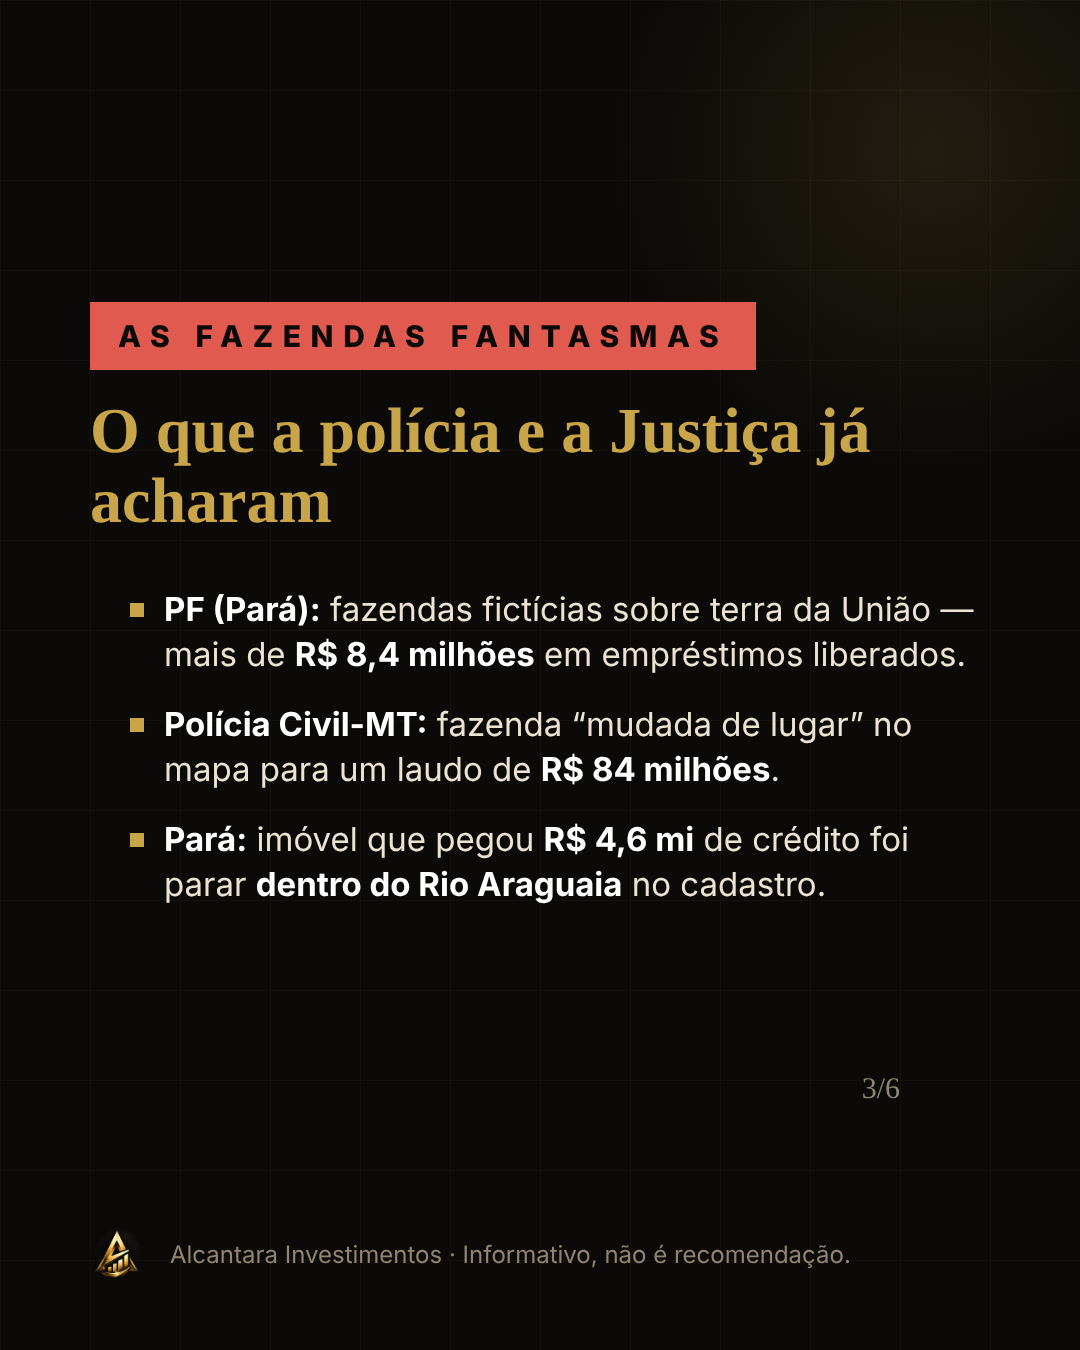 AS FAZENDAS FANTASMAS
O que a polícia e a Justiça já
acharam
PF (Pará): fazendas fictícias sobre terra da União —
mais de R$ 8,4 milhões em empréstimos liberados.
Polícia Civil-MT: fazenda “mudada de lugar” no
mapa para um laudo de R$ 84 milhões.
Pará: imóvel que pegou R$ 4,6 mi de crédito foi
parar dentro do Rio Araguaia no cadastro.
3/6
Alcantara Investimentos · Informativo, não é recomendação.